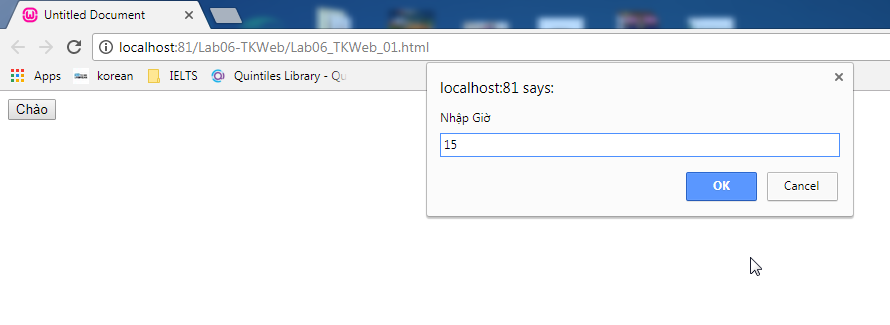 Untitled Document
localhost:81/Lab06-TKWeb/Lab06_TKWeb_01.html
Apps korean IELTS Quintiles Library - Qu
Chào
localhost:81 says:
Nhập Giờ
15
OK Cancel